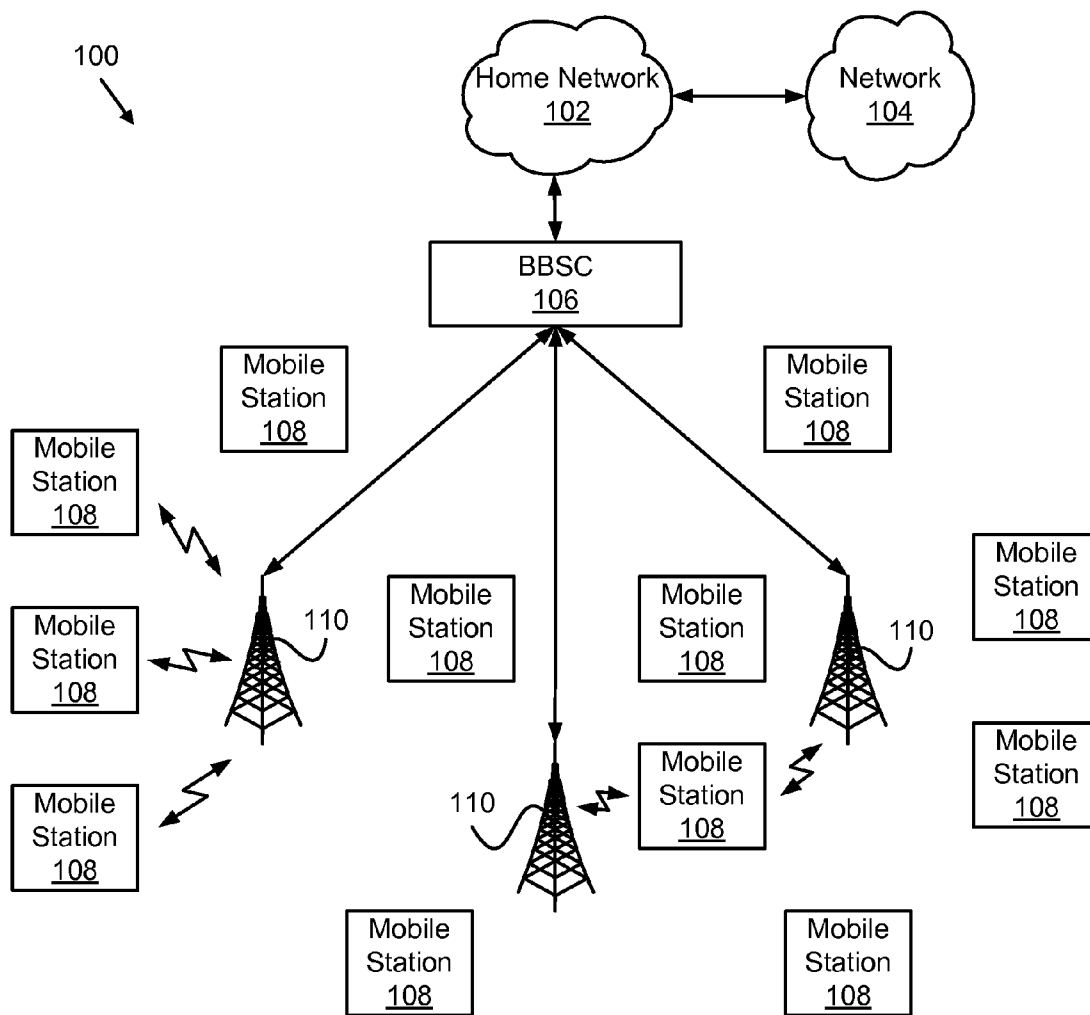 100
Home Network
102
Network
104
BBSC
106
Mobile
Station
108
Mobile
Station
108
Mobile
Station
108
Mobile
Station
108
Mobile
Station
108
Mobile
Station
108
Mobile
Station
108
110
110
Mobile
Station
108
Mobile
Station
108
Mobile
Station
108
Mobile
Station
108
110
Mobile
Station
108
Mobile
Station
108